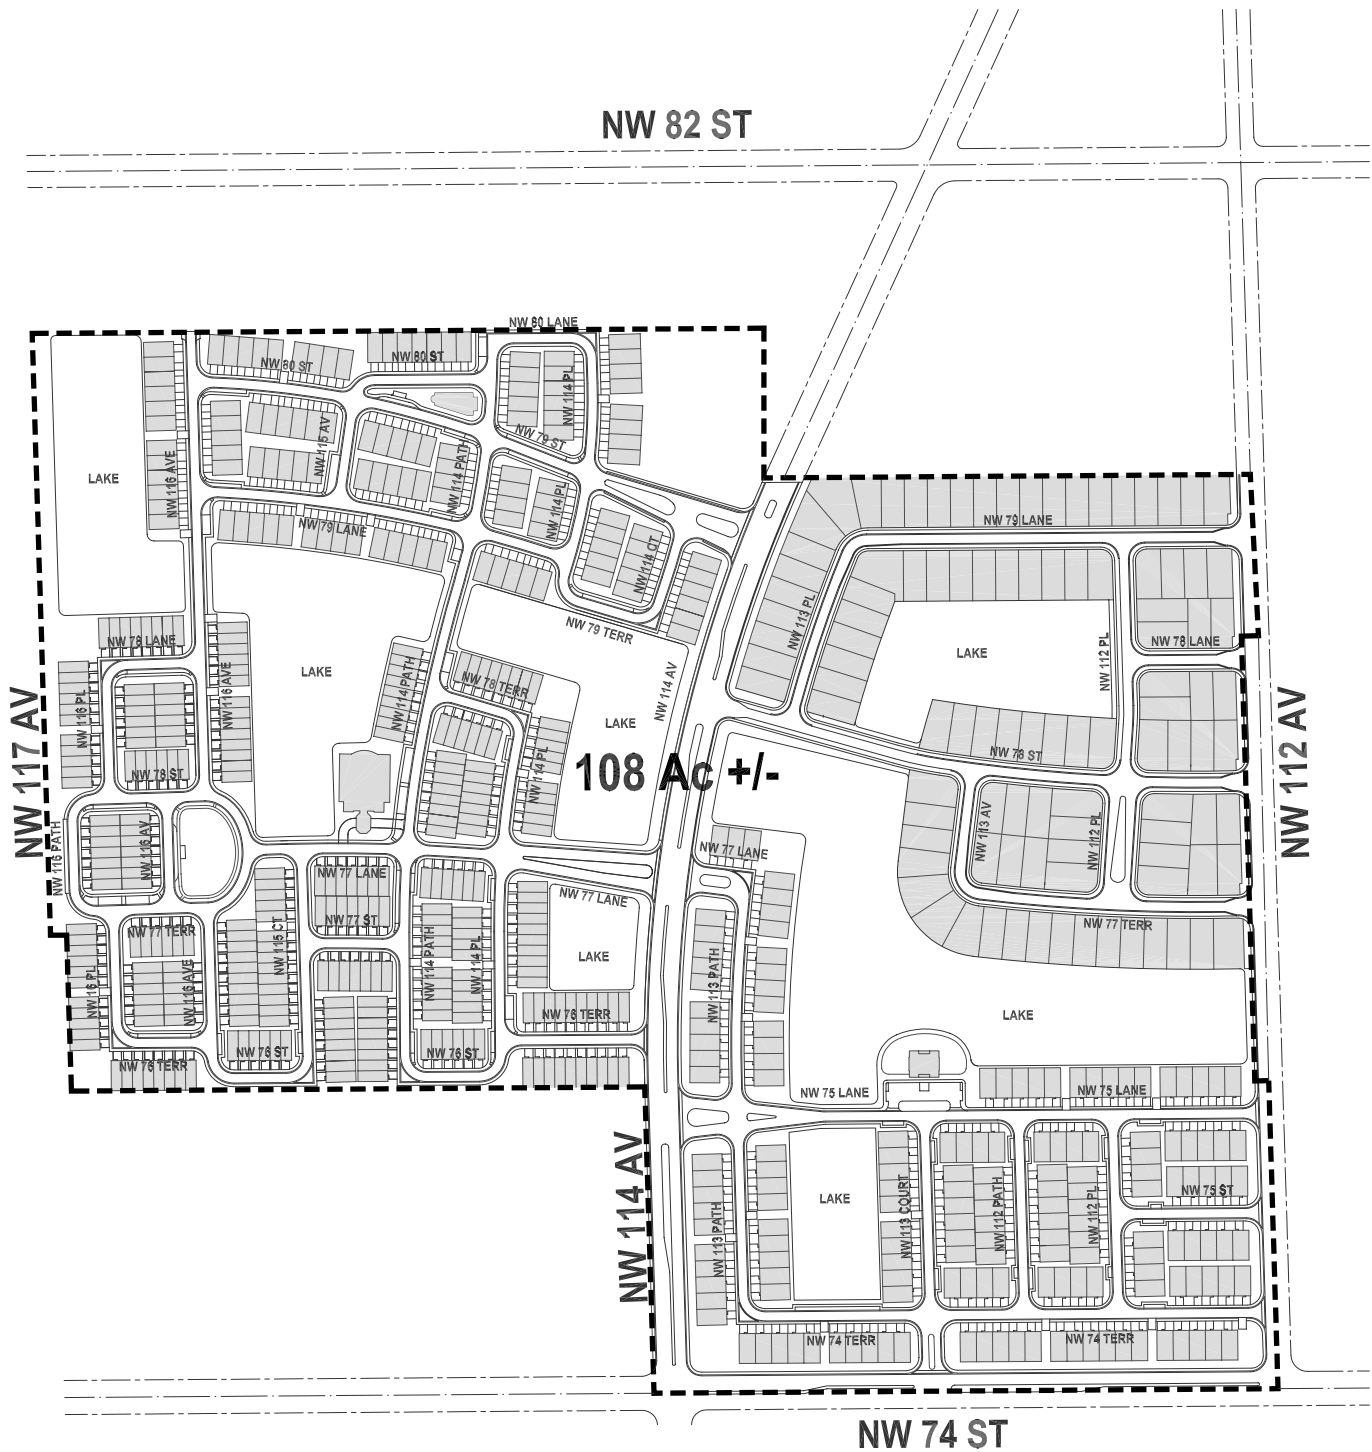 NW 82 ST
NW 80 LANE
NW 80 ST
NW 80 ST
NW 114 PL
NW 115 AV
NW 79 ST
NW 114 PATH
LAKE
NW 116 AVE
NW 114 PL
NW 79 LANE
NW 79 LANE
NW 114 CT
NW 113 PL
NW 79 TERR
NW 78 LANE
NW 78 LANE
LAKE
NW 112 PL
LAKE
NW 114 PATH
NW 116 AVE
NW 78 TERR
NW 114 AV
NW 116 PL
LAKE
NW 117 AV
NW 112 AV
NW 78 ST
NW 78 ST
NW 114 PL
108 Ac +/-
NW 113 AV
NW 112 PL
NW 116 PATH
NW 116 AV
NW 77 LANE
NW 77 LANE
NW 77 LANE
NW 77 ST
NW 77 TERR
NW 77 TERR
NW 115 CT
NW 114 PATH
NW 114 PL
LAKE
NW 113 PATH
NW 16 PL
NW 116 AVE
NW 76 TERR
LAKE
NW 76 ST
NW 76 ST
NW 76 TERR
NW 75 LANE
NW 75 LANE
NW 114 AV
NW 75 ST
LAKE
NW 113 COURT
NW 112 PATH
NW 112 PL
NW 113 PATH
NW 74 TERR
NW 74 TERR
NW 74 ST